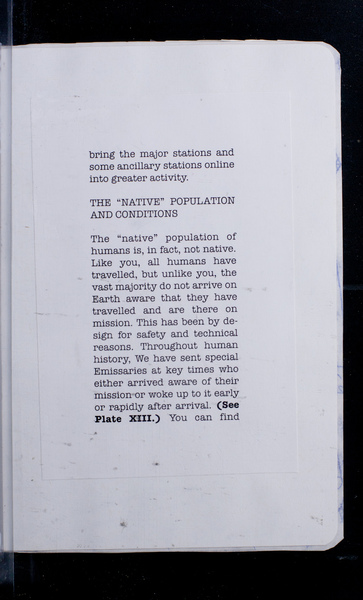 bring the major stations and
some ancillary stations online
into greater activity.
THE “NATIVE” POPULATION
AND CONDITIONS
The “native” population of
humans is, in fact, not native.
Like you, all humans have
travelled, but unlike you, the
vast majority do not arrive on
Earth aware that they have
travelled and are there on
mission. This has been by de-
sign for safety and technical
reasons. Throughout human
history, We have sent special
Emissaries at key times who
either arrived aware of their
mission or woke up to it early
or rapidly after arrival. (See
Plate XIII.) You can find